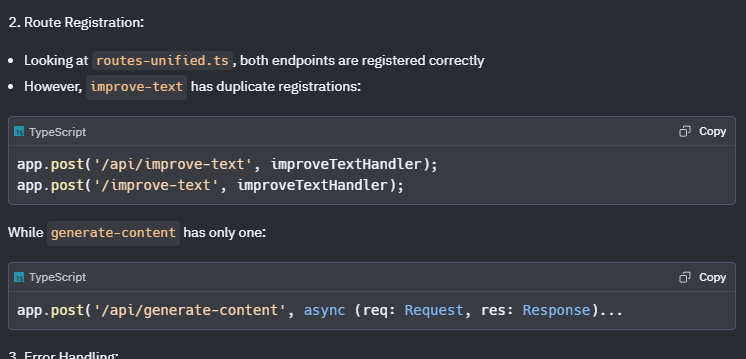 2. Route Registration:
• Looking at routes-unified.ts, both endpoints are registered correctly
• However, improve-text has duplicate registrations:
TypeScript Copy
app.post('/api/improve-text', improveTextHandler);
app.post('/improve-text', improveTextHandler);
While generate-content has only one:
TypeScript Copy
app.post('/api/generate-content', async (req: Request, res: Response)...
3. Error Handling: